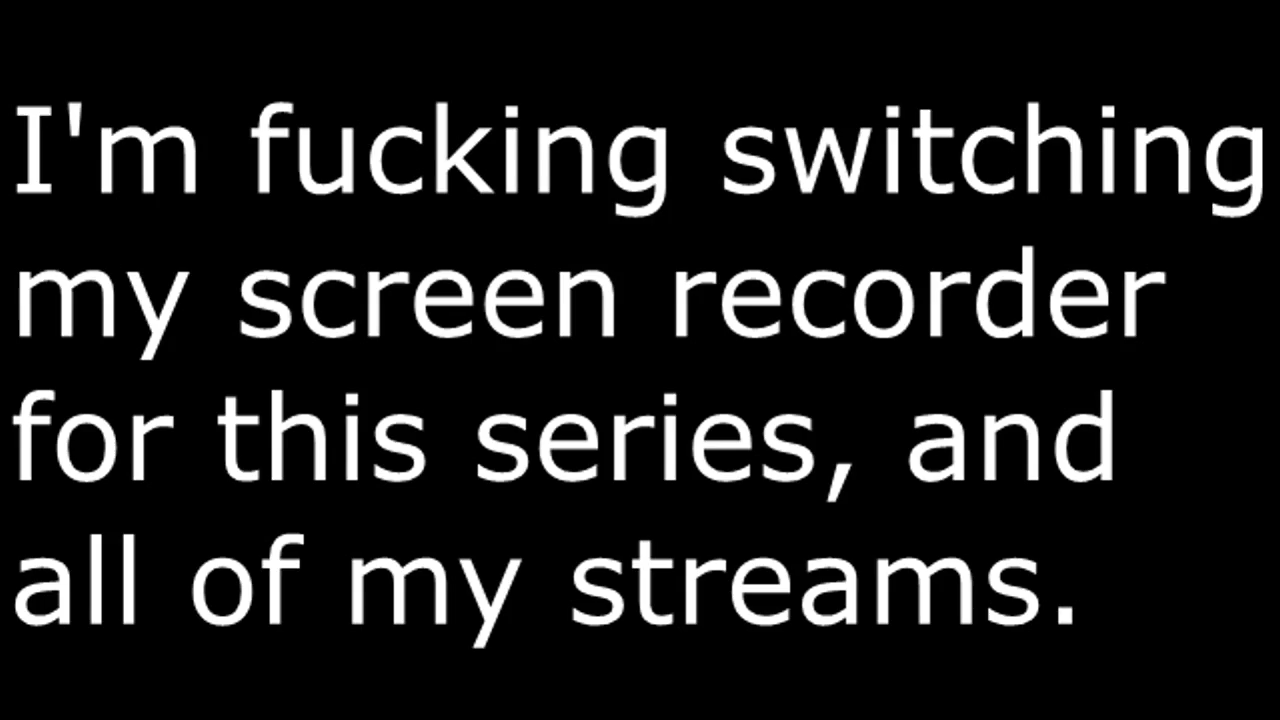 I'm fucking switching
my screen recorder
for this series, and
all of my streams.